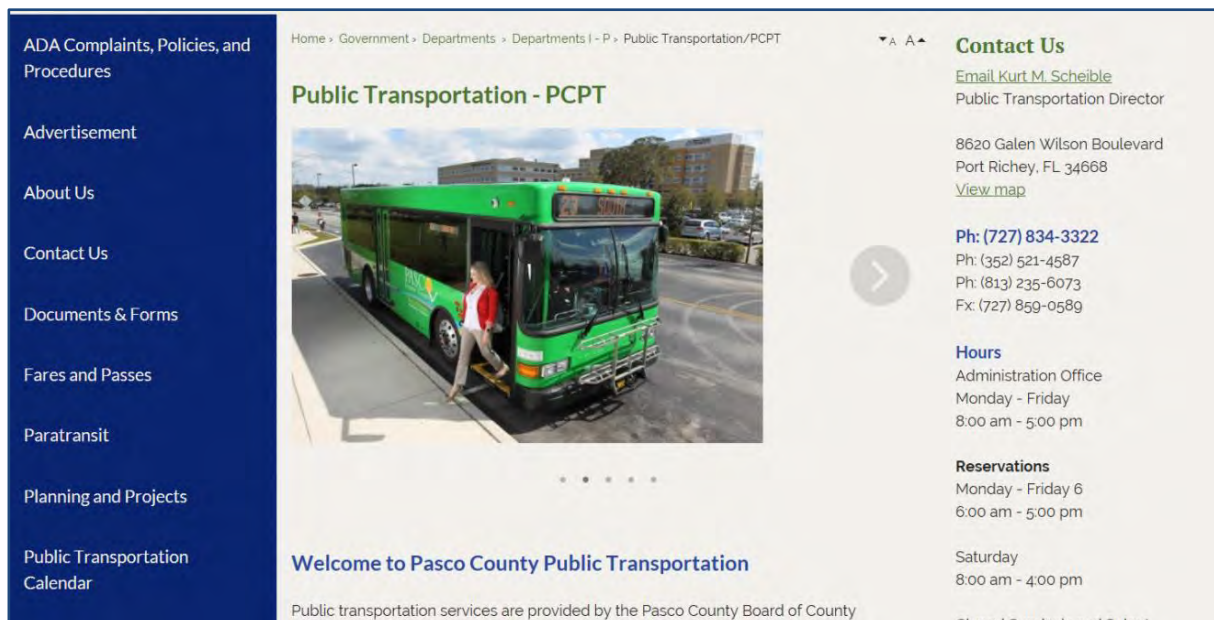 ADA Complaints, Policies, and
Procedures
Advertisement
About Us
Contact Us
Documents & Forms
Fares and Passes
Paratransit
Planning and Projects
Public Transportation
Calendar
Home › Government › Departments › Departments I - P › Public Transportation/PCPT
A A
Public Transportation - PCPT
SOUTH
Welcome to Pasco County Public Transportation
Public transportation services are provided by the Pasco County Board of County
Contact Us
Email Kurt M. Scheible
Public Transportation Director
8620 Galen Wilson Boulevard
Port Richey, FL 34668
View map
Ph: (727) 834-3322
Ph: (352) 521-4587
Ph: (813) 235-6073
Fx: (727) 859-0589
Hours
Administration Office
Monday - Friday
8:00 am - 5:00 pm
Reservations
Monday - Friday 6
6:00 am - 5:00 pm
Saturday
8:00 am - 4:00 pm